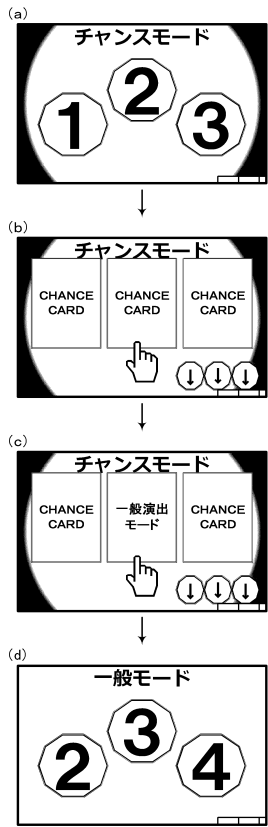 (a)
チャンスモード
1 2 3
↓
(b)
チャンスモード
CHANCE CARD
CHANCE CARD
CHANCE CARD
↓ ↓ ↓
↓
(c)
チャンスモード
CHANCE CARD
一般演出
モード
CHANCE CARD
↓ ↓ ↓
↓
(d)
一般モード
2 3 4